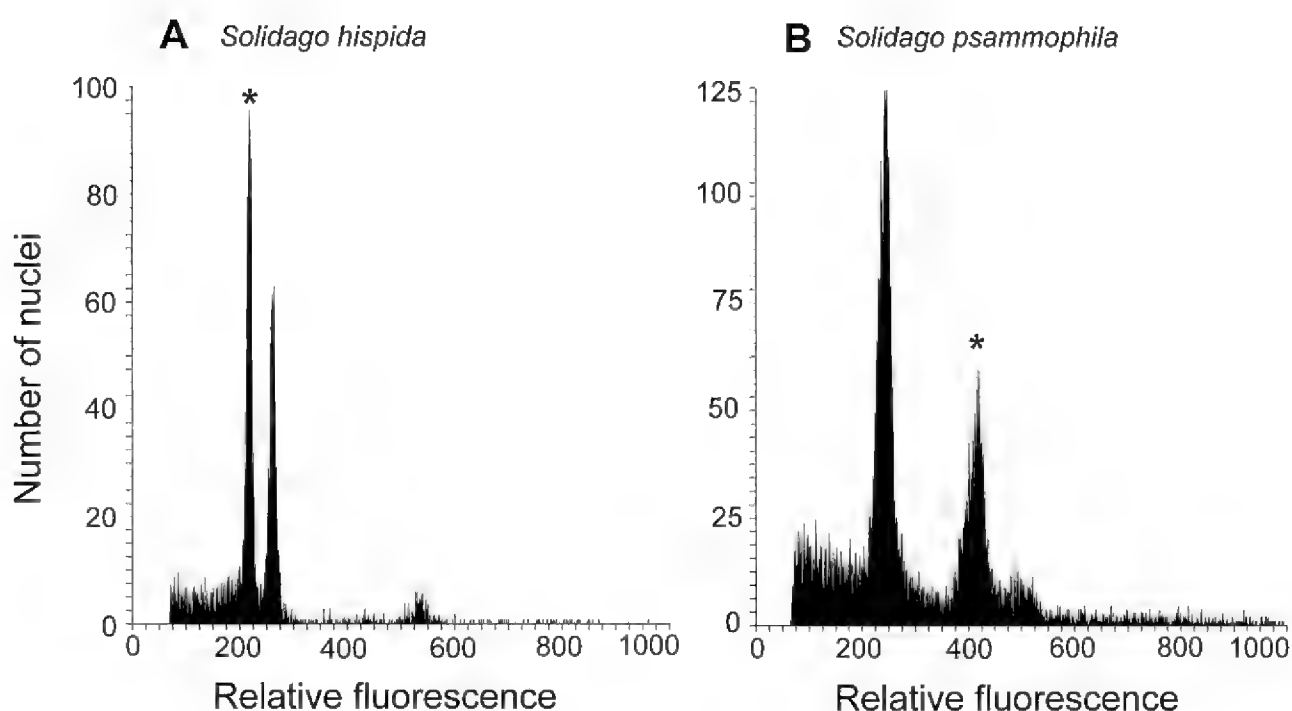 A Solidago hispida
*
100
80
60
40
20
0
Number of nuclei
0 200 400 600 800 1000
Relative fluorescence
B Solidago psammophila
*
125
100
75
50
25
0
0 200 400 600 800 1000
Relative fluorescence